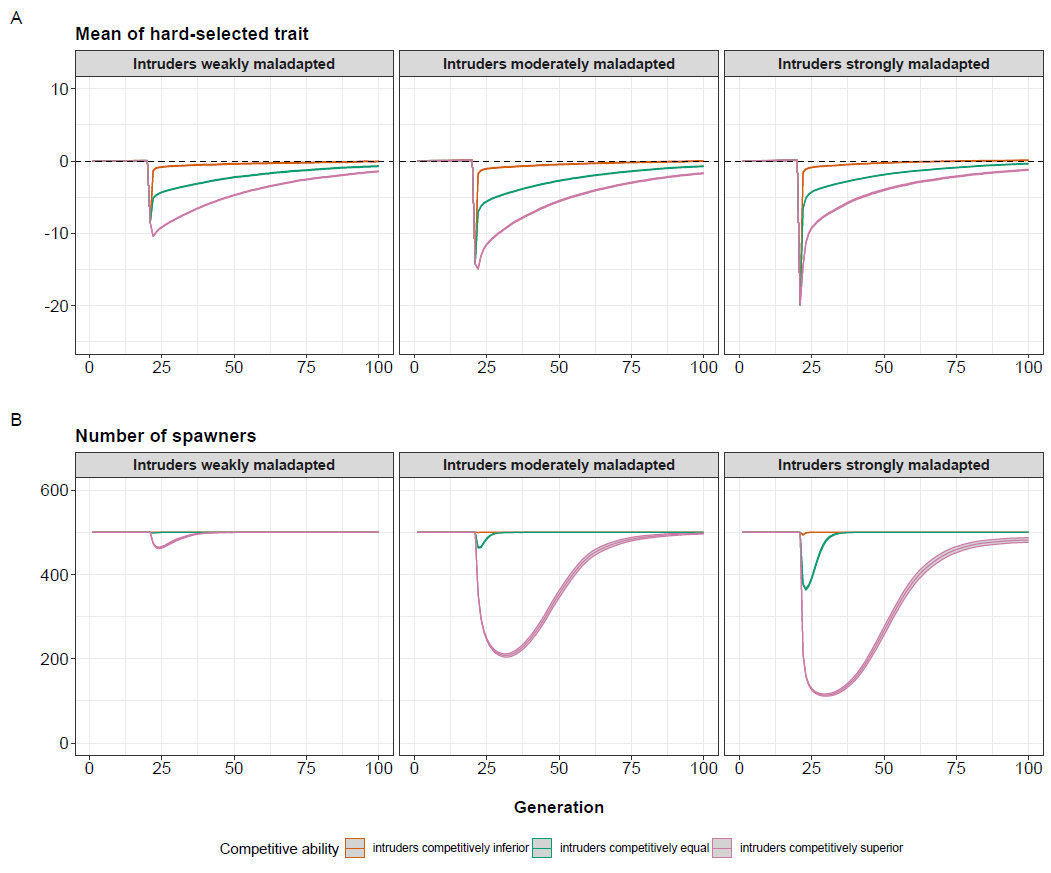 A
Mean of hard-selected trait
Intruders weakly maladapted
Intruders moderately maladapted
Intruders strongly maladapted
10
0
-10
-20
0 25 50 75 100
0 25 50 75 100
0 25 50 75 100
B
Number of spawners
Intruders weakly maladapted
Intruders moderately maladapted
Intruders strongly maladapted
600
400
200
0
0 25 50 75 100
0 25 50 75 100
0 25 50 75 100
Generation
Competitive ability intruders competitively inferior intruders competitively equal intruders competitively superior